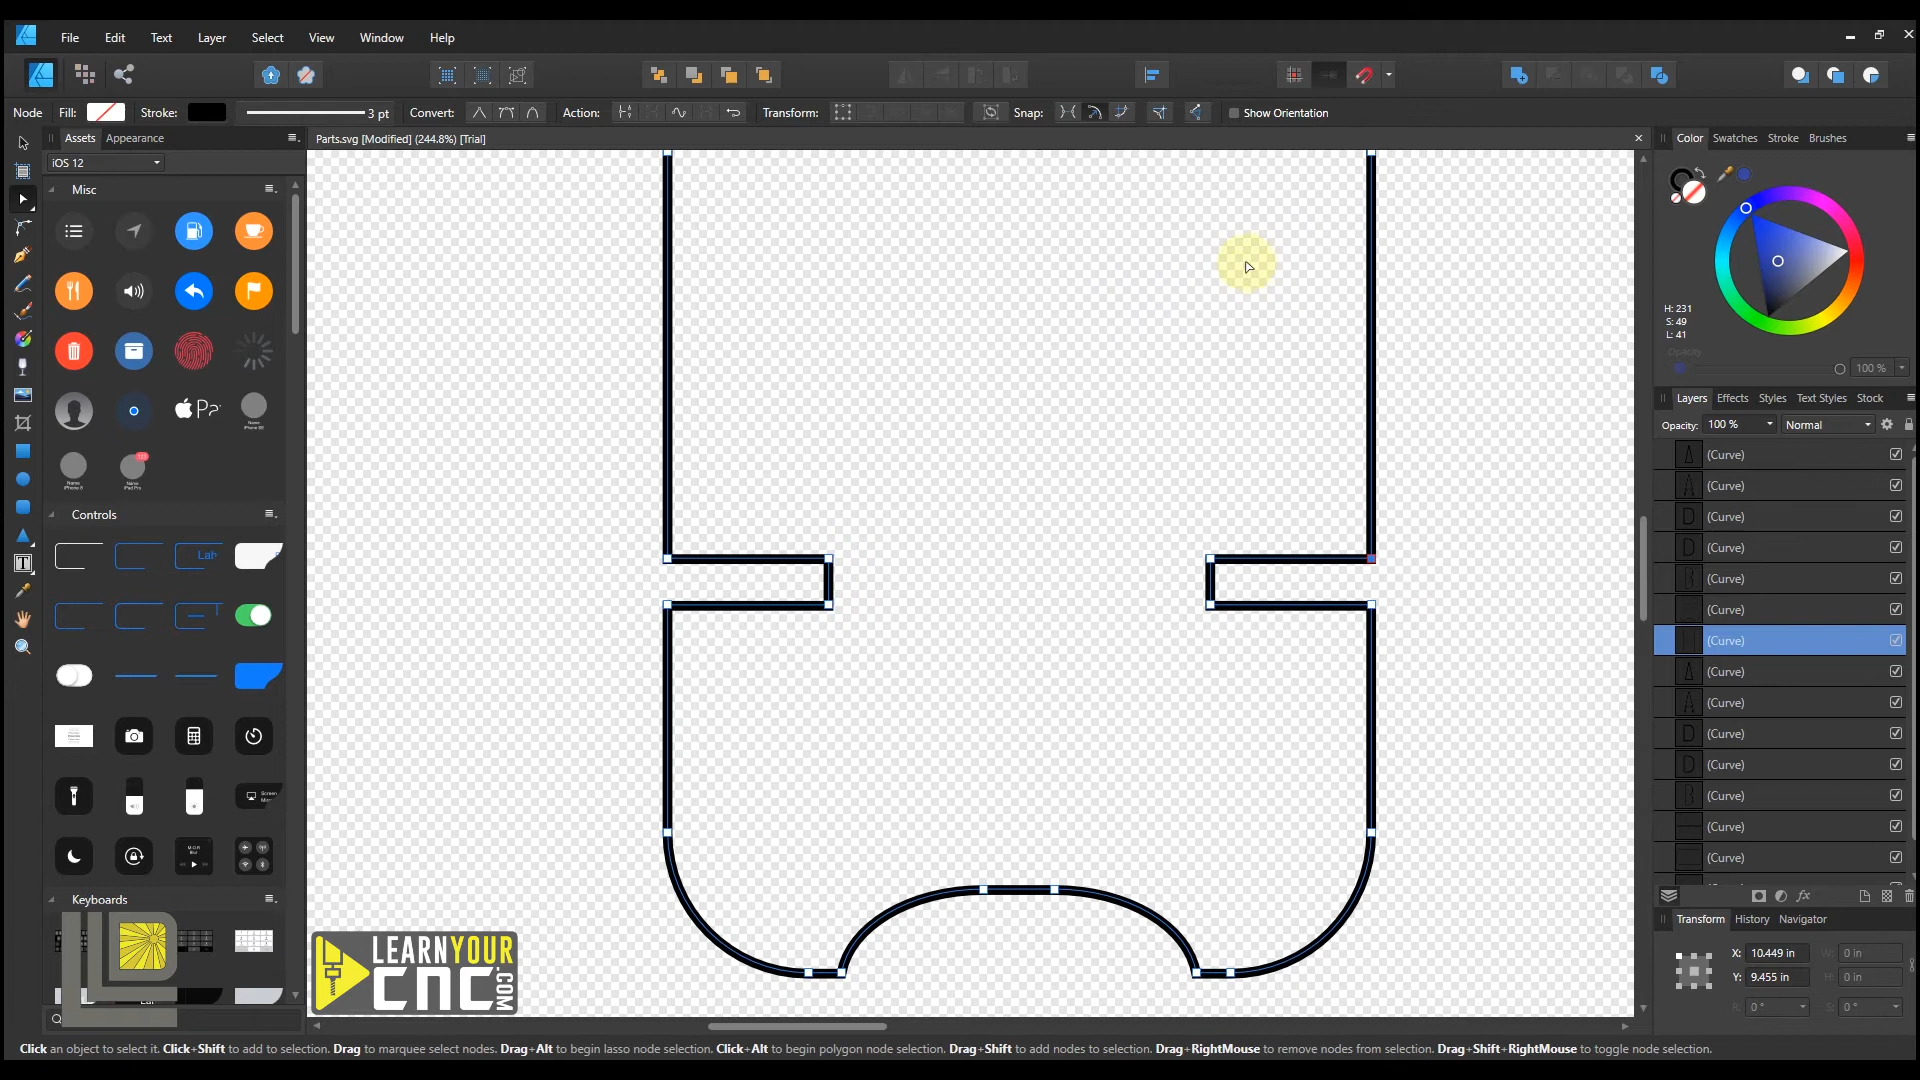 File Edit Text Layer Select View Window Help
Node Fill: Stroke: 3 pt Convert: Action: Transform: Snap: Show Orientation
Assets Appearance
Parts.svg [Modified] (244.8%) [Trial]
iOS 12
Misc
Controls
Keyboards
Color Swatches Stroke Brushes
H: 231
S: 49
L: 41
Opacity
100 %
Layers Effects Styles Text Styles Stock
Opacity: 100 % Normal
(Curve)
(Curve)
(Curve)
(Curve)
(Curve)
(Curve)
(Curve)
(Curve)
(Curve)
(Curve)
(Curve)
(Curve)
(Curve)
(Curve)
Transform History Navigator
X: 10.449 in W: 0 in
Y: 9.455 in H: 0 in
R: 0 ° S: 0 °
LEARNYOUR
CNC.COM
Click an object to select it. Click+Shift to add to selection. Drag to marquee select nodes. Drag+Alt to begin lasso node selection. Click+Alt to begin polygon node selection. Drag+Shift to add nodes to selection. Drag+RightMouse to remove nodes from selection. Drag+Shift+RightMouse to toggle node selection.